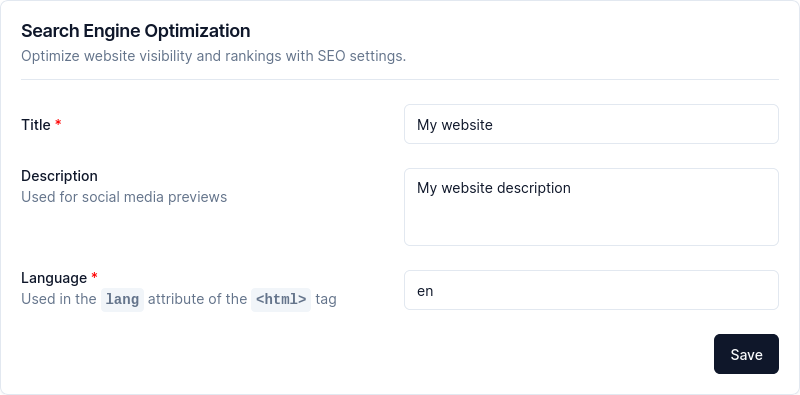 Search Engine Optimization
Optimize website visibility and rankings with SEO settings.
Title *
My website
Description
Used for social media previews
My website description
Language *
Used in the lang attribute of the <html> tag
en
Save